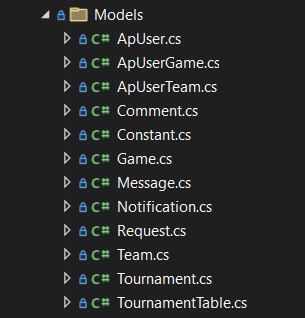 Models
C# ApUser.cs
C# ApUserGame.cs
C# ApUserTeam.cs
C# Comment.cs
C# Constant.cs
C# Game.cs
C# Message.cs
C# Notification.cs
C# Request.cs
C# Team.cs
C# Tournament.cs
C# TournamentTable.cs